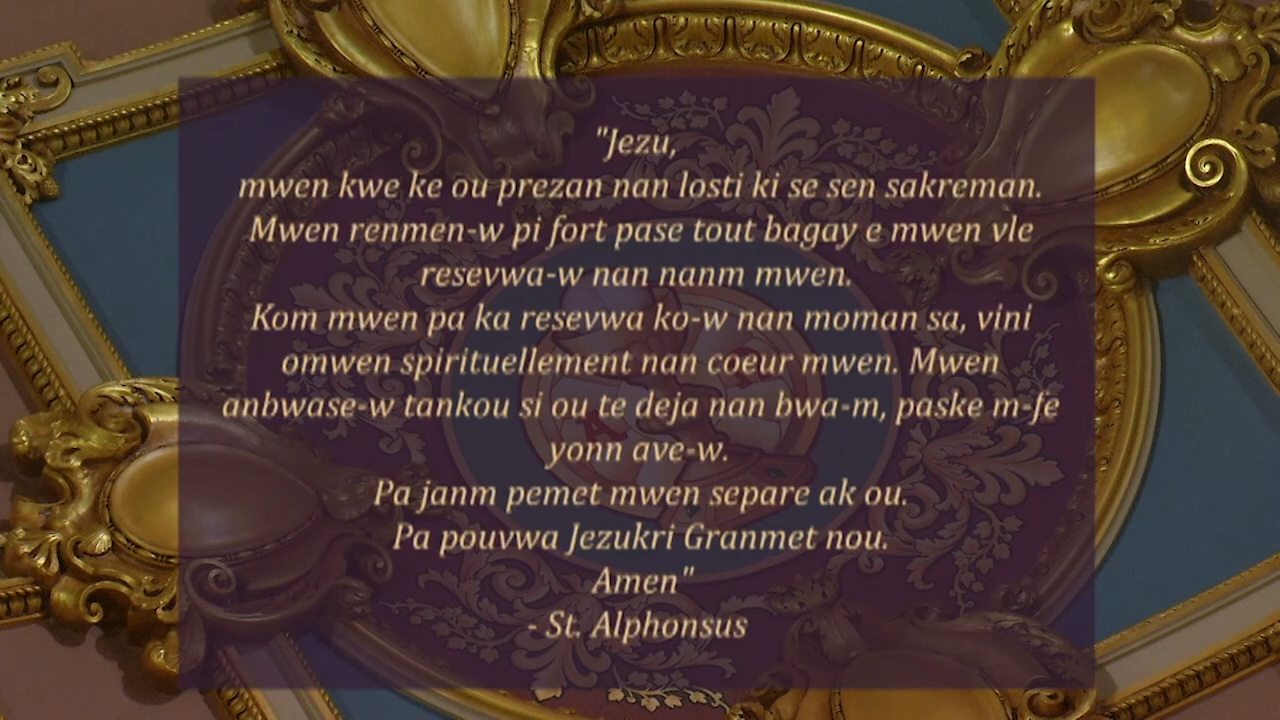 "Jezu,
mwen kwe ke ou prezan nan losti ki se sen sakreman.
Mwen renmen-w pi fort pase tout bagay e mwen vle
resevwa-w nan nanm mwen.
Kom mwen pa ka resevwa ko-w nan moman sa, vini
omwen spirituellement nan coeur mwen. Mwen
anbwase-w tankou si ou te deja nan bwa-m, paske m-fe
yonn ave-w.
Pa janm pemet mwen separe ak ou.
Pa pouvwa Jezukri Granmet nou.
Amen"
- St. Alphonsus